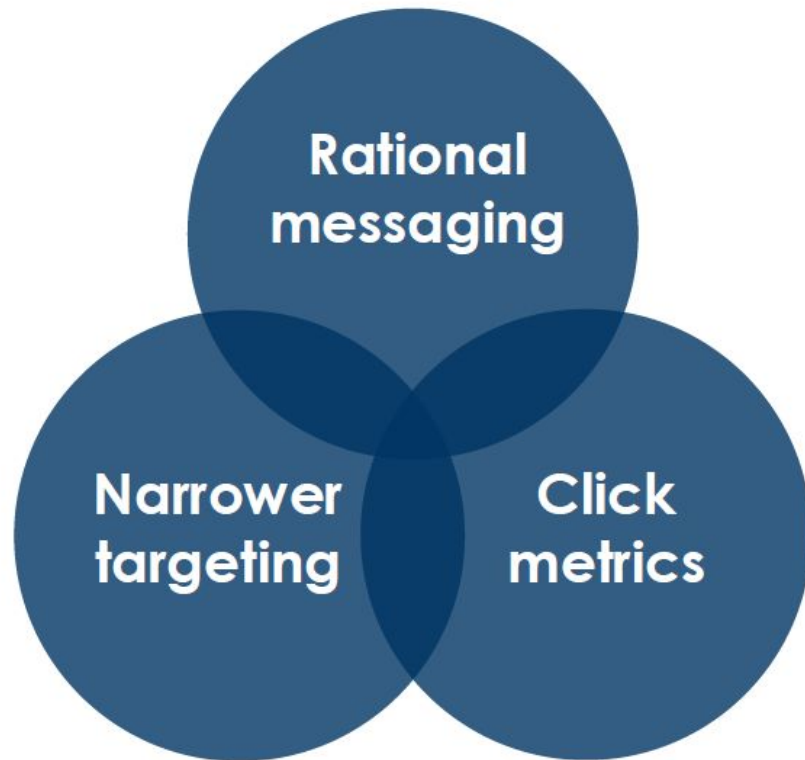 Rational
messaging
Narrower
targeting
Click
metrics